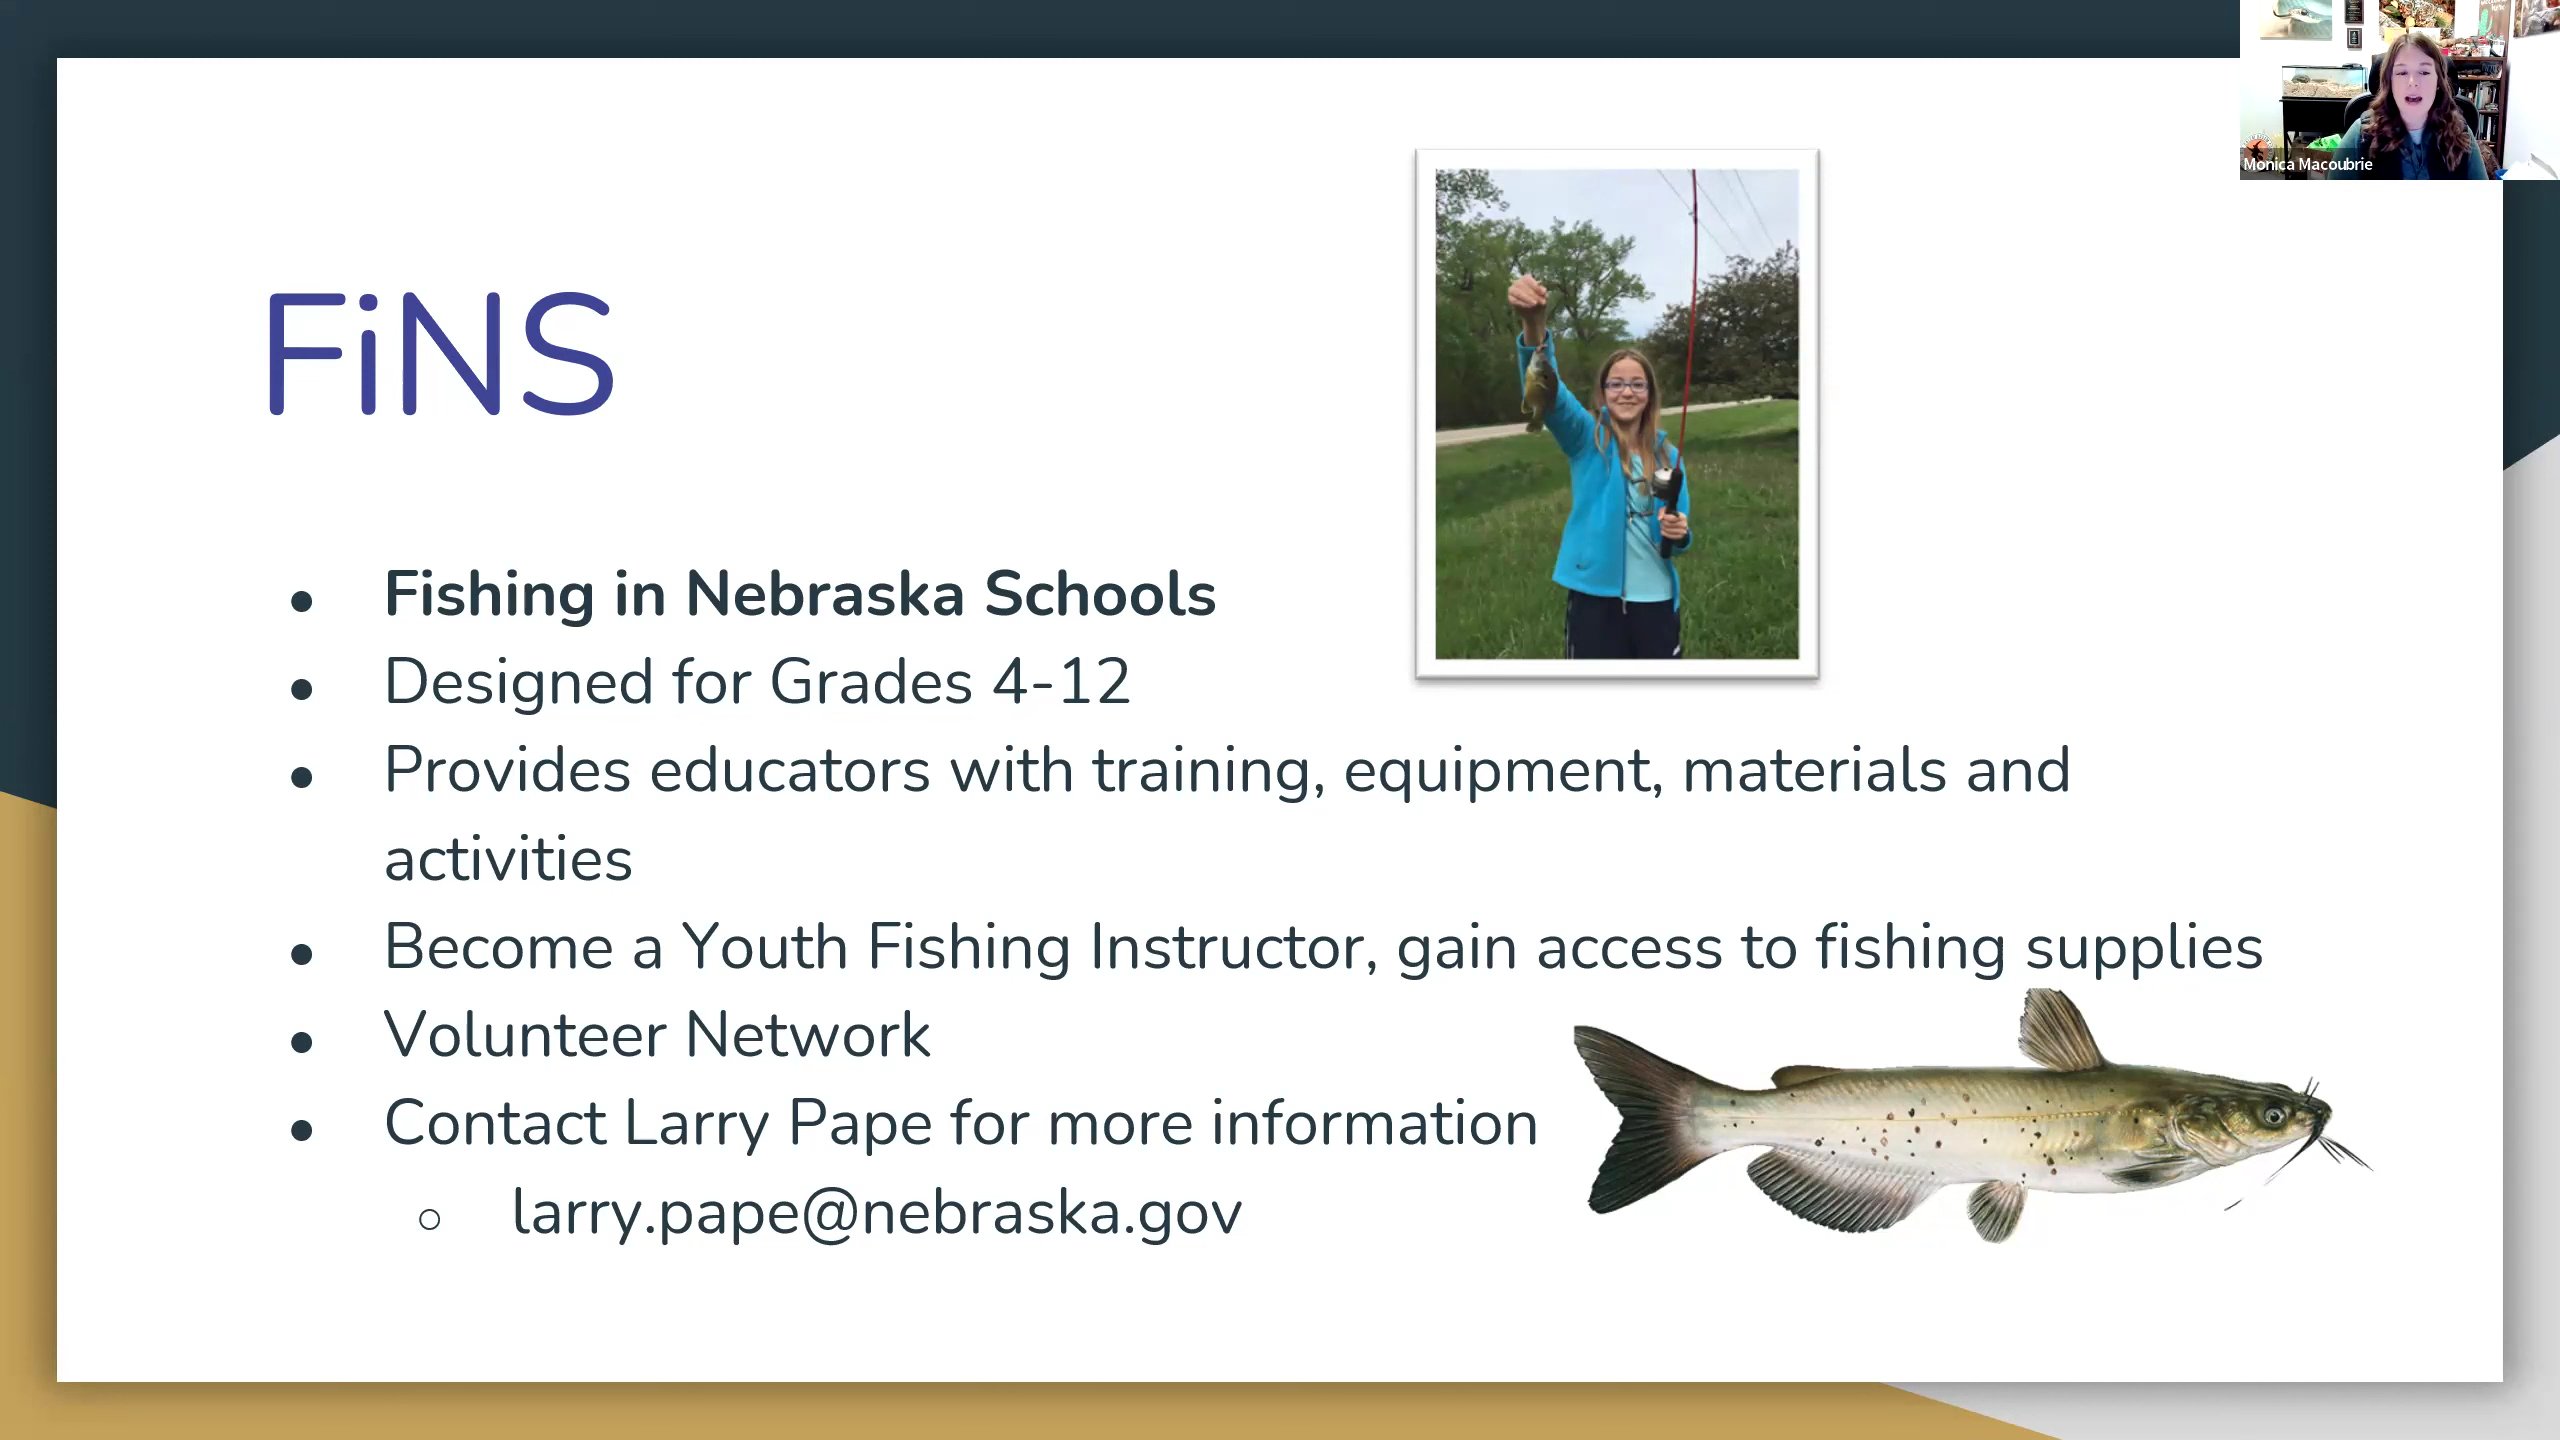 FiNS
Fishing in Nebraska Schools
Designed for Grades 4-12
Provides educators with training, equipment, materials and
activities
Become a Youth Fishing Instructor, gain access to fishing supplies
Volunteer Network
Contact Larry Pape for more information
larry.pape@nebraska.gov
Monica Macoubrie